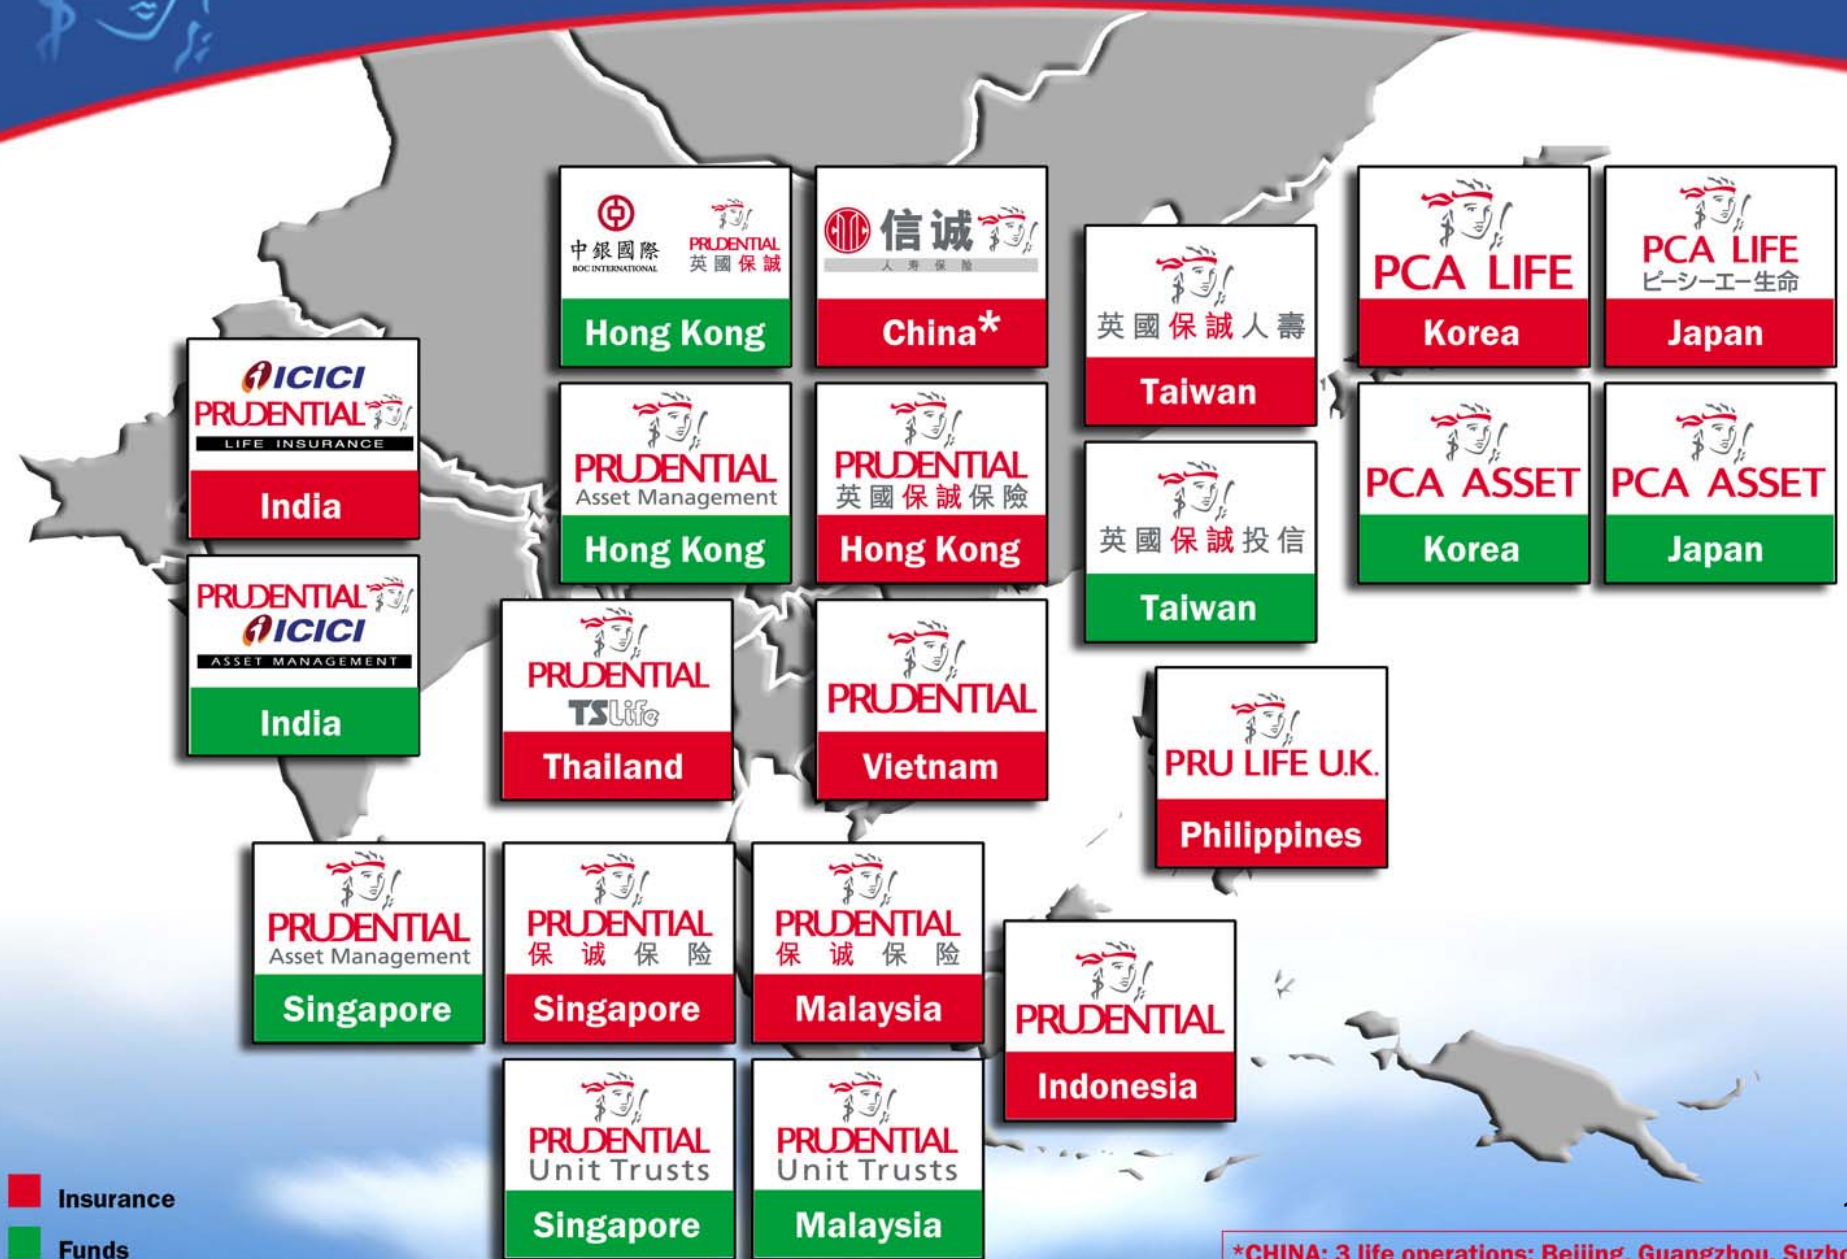 中銀國際
BOC INTERNATIONAL
PRUDENTIAL
英國保誠
Hong Kong
信诚
人寿保险
China*
英國保誠人壽
Taiwan
PCA LIFE
Korea
PCA LIFE
ピーシーエー生命
Japan
ICICI
PRUDENTIAL
LIFE INSURANCE
India
PRUDENTIAL
Asset Management
Hong Kong
PRUDENTIAL
英國保誠保險
Hong Kong
英國保誠投信
Taiwan
PCA ASSET
Korea
PCA ASSET
Japan
PRUDENTIAL
ICICI
ASSET MANAGEMENT
India
PRUDENTIAL
TSLife
Thailand
PRUDENTIAL
Vietnam
PRU LIFE U.K.
Philippines
PRUDENTIAL
Asset Management
Singapore
PRUDENTIAL
保诚保险
Singapore
PRUDENTIAL
保诚保险
Malaysia
PRUDENTIAL
Indonesia
PRUDENTIAL
Unit Trusts
Singapore
PRUDENTIAL
Unit Trusts
Malaysia
Insurance
Funds
*CHINA: 3 life operations: Beijing, Guangzhou,